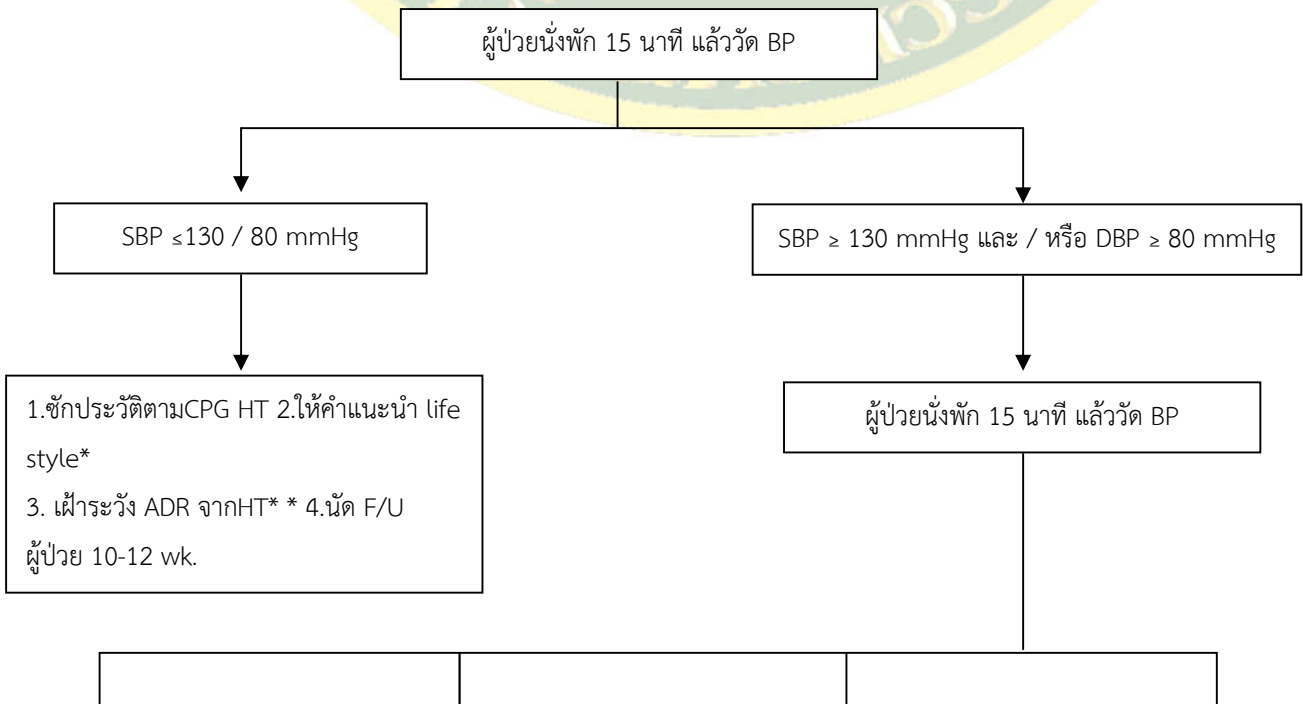 ผู้ป่วยนั่งพัก 15 นาที แล้ววัด BP
SBP ≤130 / 80 mmHg
SBP ≥ 130 mmHg และ / หรือ DBP ≥ 80 mmHg
1.ซักประวัติตามCPG HT 2.ให้คำแนะนำ life
style*
3. เฝ้าระวัง ADR จากHT* * 4.นัด F/U
ผู้ป่วย 10-12 wk.
ผู้ป่วยนั่งพัก 15 นาที แล้ววัด BP